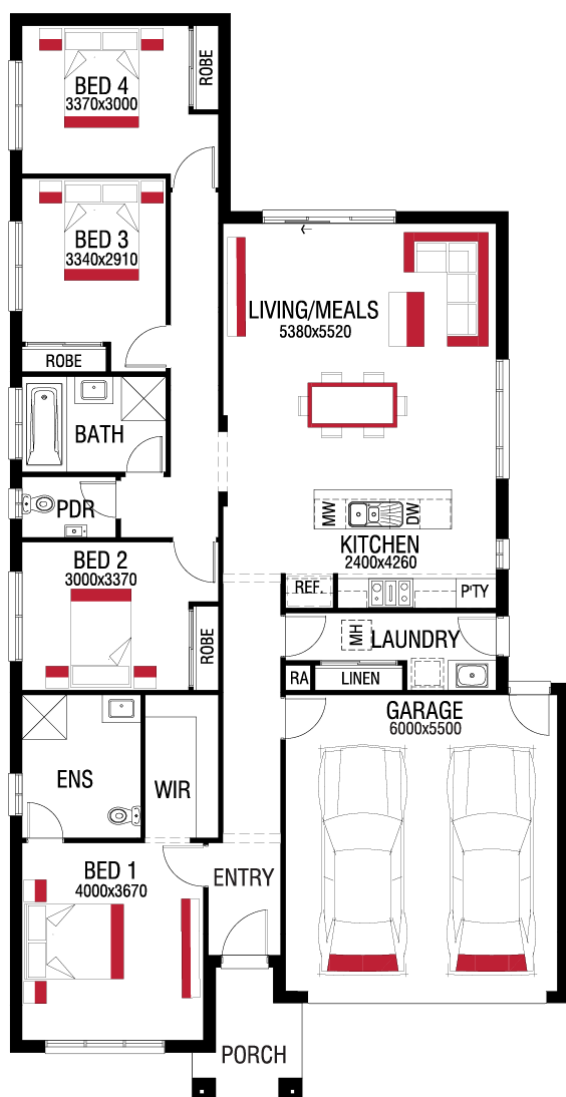 BED 4
3370x3000
ROBE
BED 3
3340x2910
ROBE
LIVING/MEALS
5380x5520
BATH
PDR
MW
DW
KITCHEN
2400x4260
BED 2
3000x3370
ROBE
REF.
P'TY
MH
LAUNDRY
RA
LINEN
GARAGE
6000x5500
ENS
WIR
BED 1
4000x3670
ENTRY
PORCH